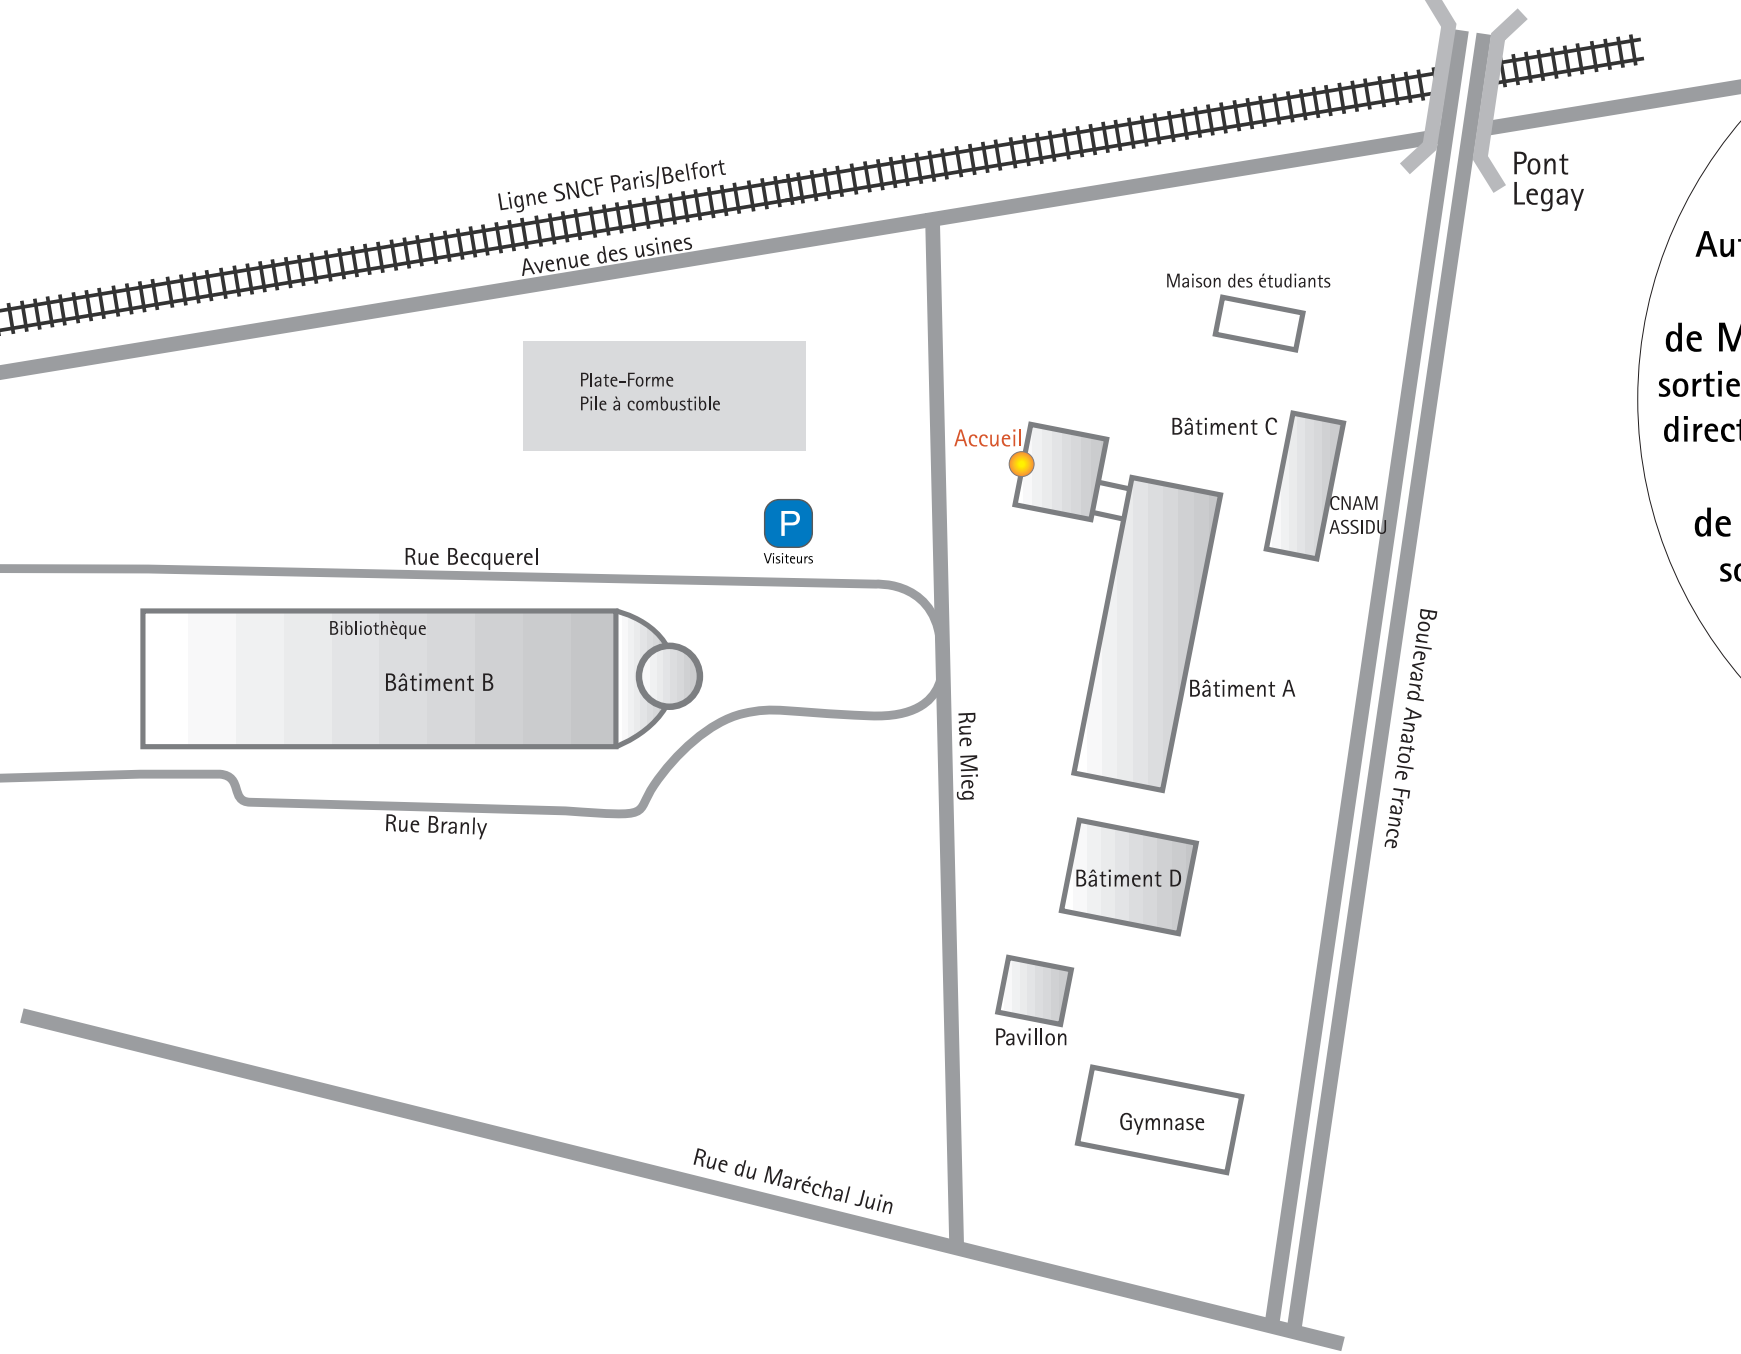 Ligne SNCF Paris/Belfort
Avenue des usines
Pont
Legay
Maison des étudiants
Plate-Forme
Pile à combustible
Accueil
Bâtiment C
CNAM
ASSIDU
P
Visiteurs
Rue Becquerel
Bibliothèque
Bâtiment B
Bâtiment A
Rue Mieg
Boulevard Anatole France
Rue Branly
Bâtiment D
Pavillon
Gymnase
Rue du Maréchal Juin
de M
sortie
direct
de